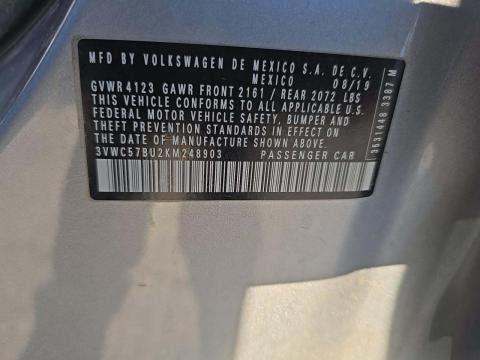 MFD BY VOLKSWAGEN DE MEXICO S.A. DE C.V.
MEXICO 08/19
GVWR 4123 GAWR FRONT 2161 / REAR 2072 LBS
THIS VEHICLE CONFORMS TO ALL APPLICABLE U.S.
FEDERAL MOTOR VEHICLE SAFETY, BUMPER AND
THEFT PREVENTION STANDARDS IN EFFECT ON
THE DATE OF MANUFACTURE SHOWN ABOVE.
3VWC57BU2KM248903 PASSENGER CAR
3531448 3387 M